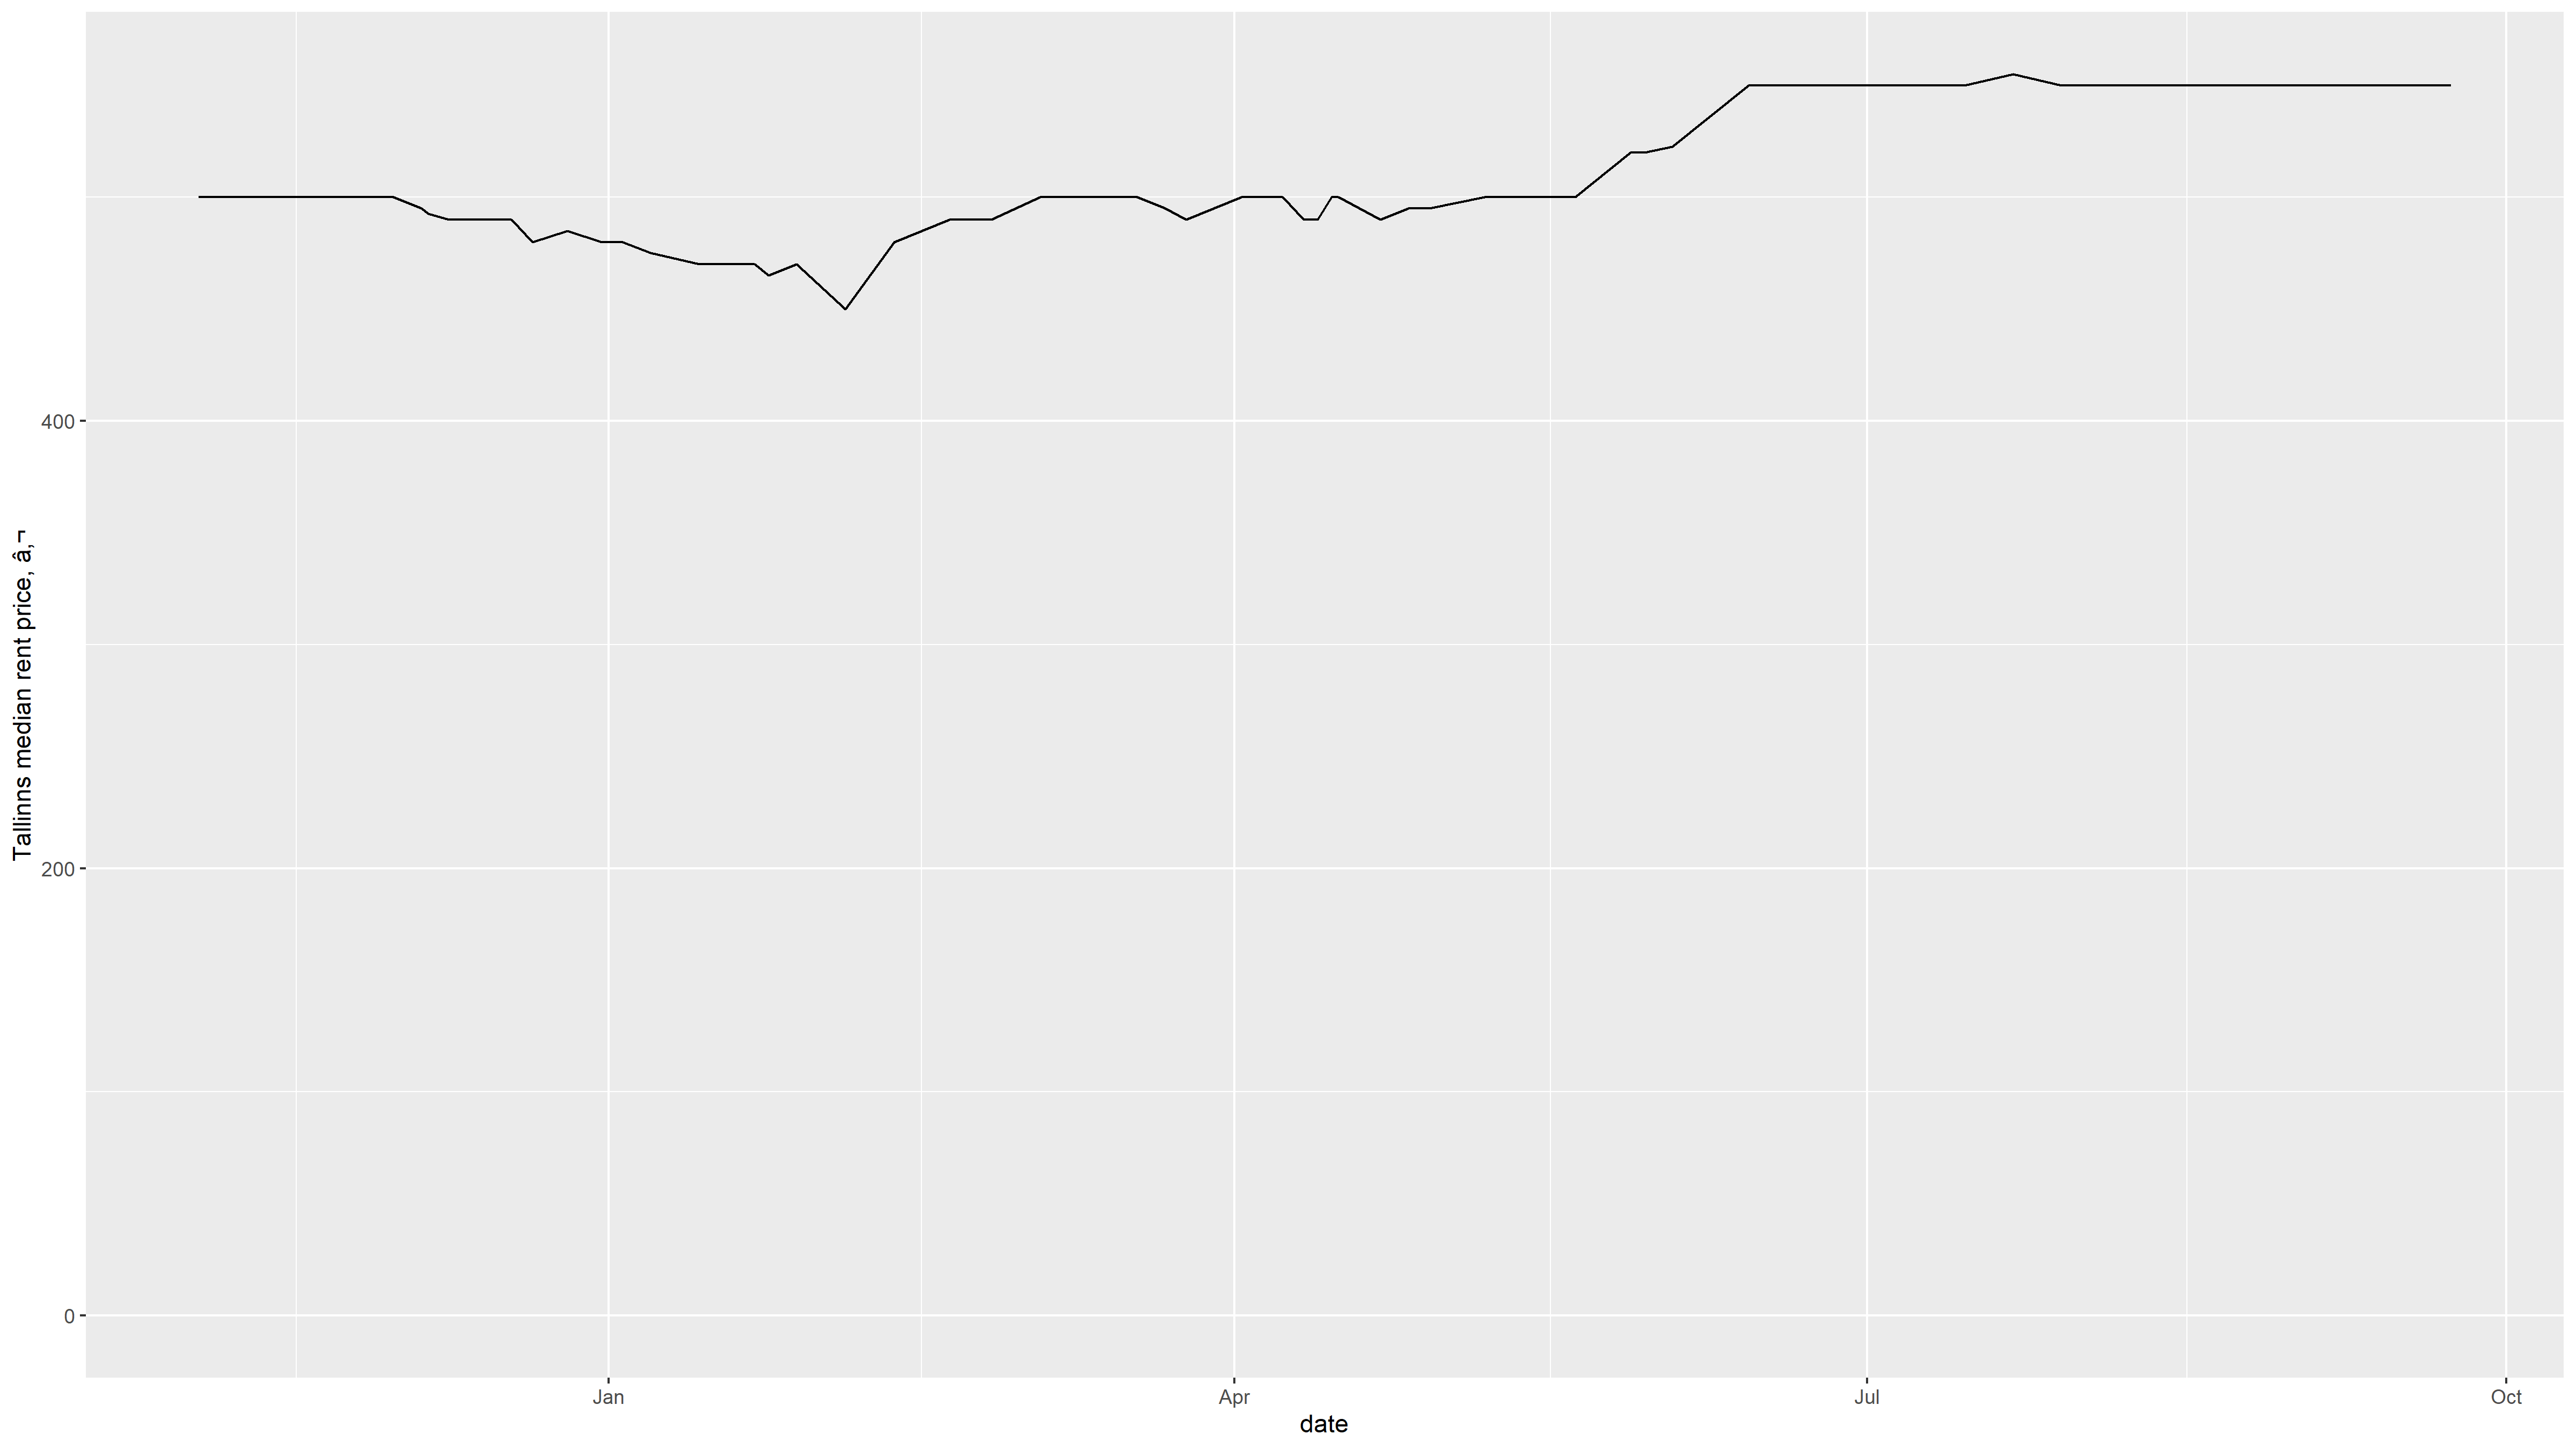 Tallinns median rent price, â‚¬
400
200
0
Jan
Apr
Jul
Oct
date